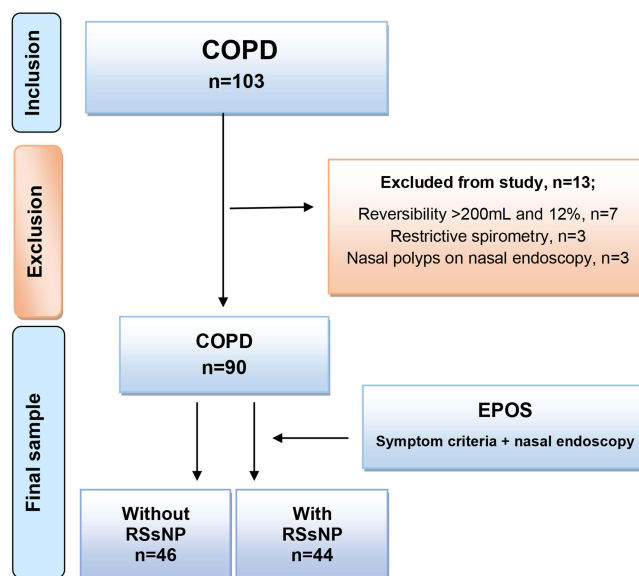 Inclusion
COPD
n=103
Exclusion
Excluded from study, n=13;
Reversibility >200mL and 12%, n=7
Restrictive spirometry, n=3
Nasal polyps on nasal endoscopy, n=3
Final sample
COPD
n=90
EPOS
Symptom criteria + nasal endoscopy
Without
RSsNP
n=46
With
RSsNP
n=44